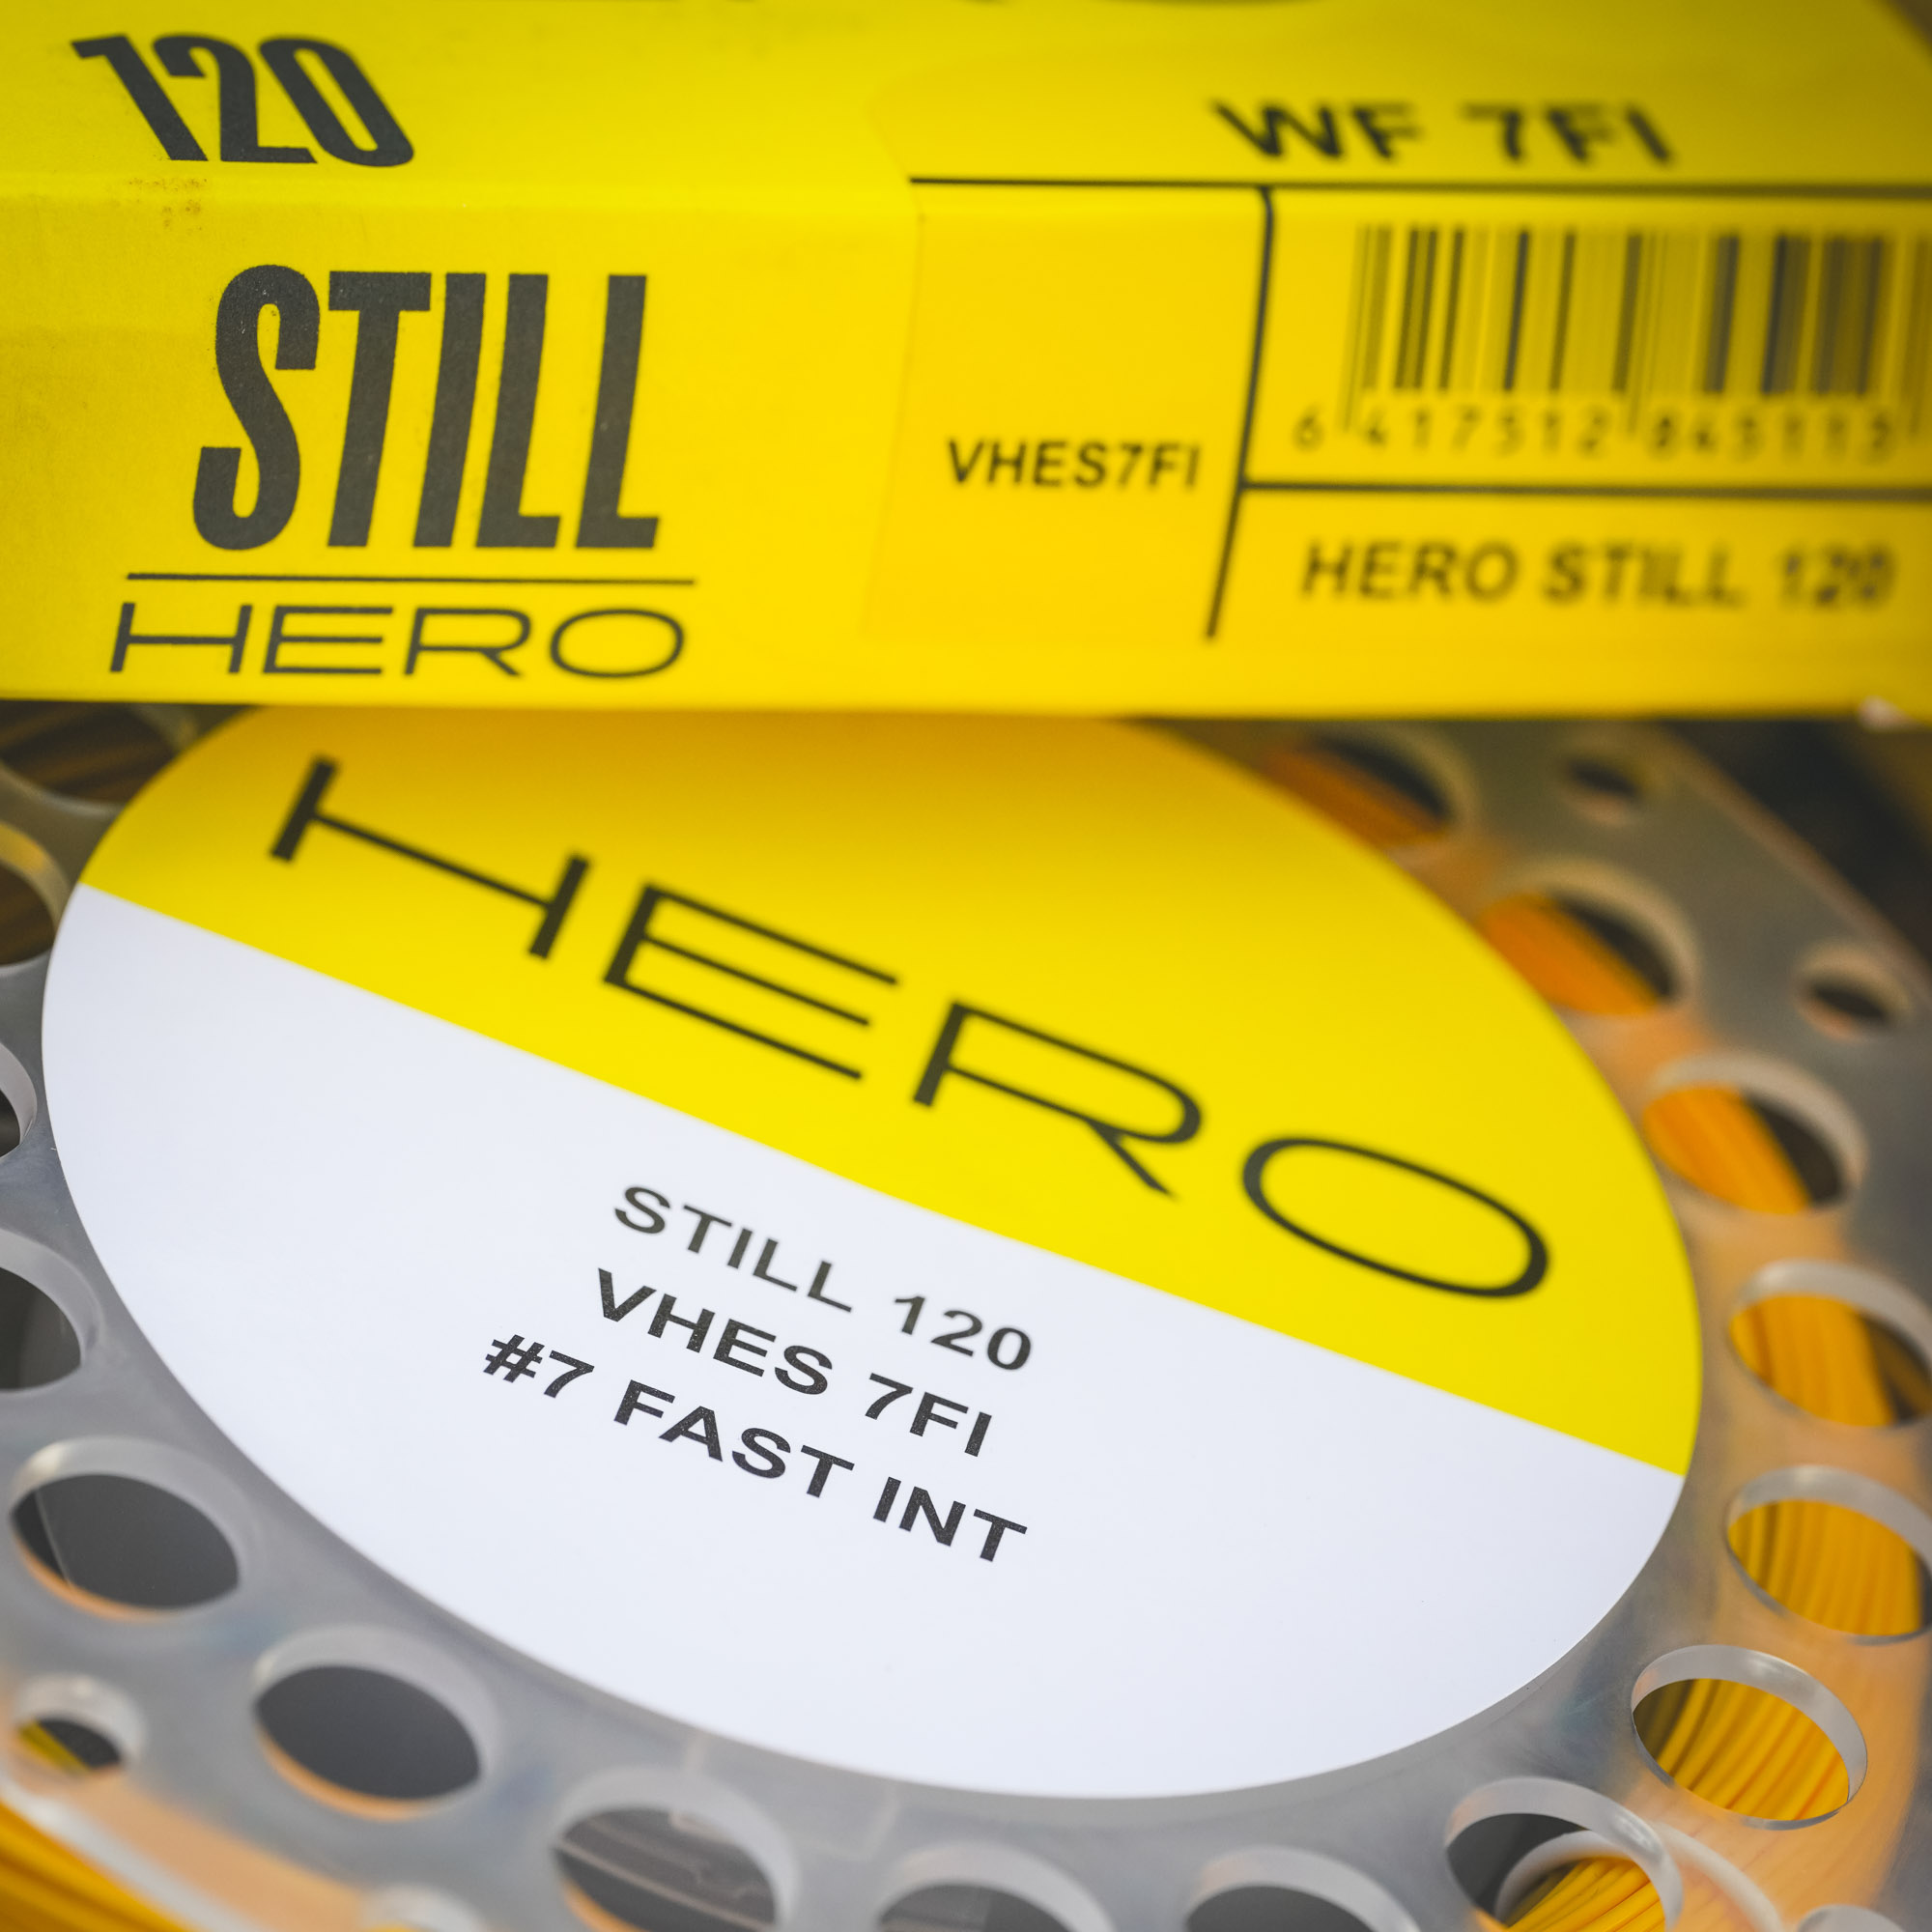 120
WF 7FI
STILL
HERO
VHES7FI
HERO STILL 120
HERO
STILL 120
VHES 7FI
#7 FAST INT